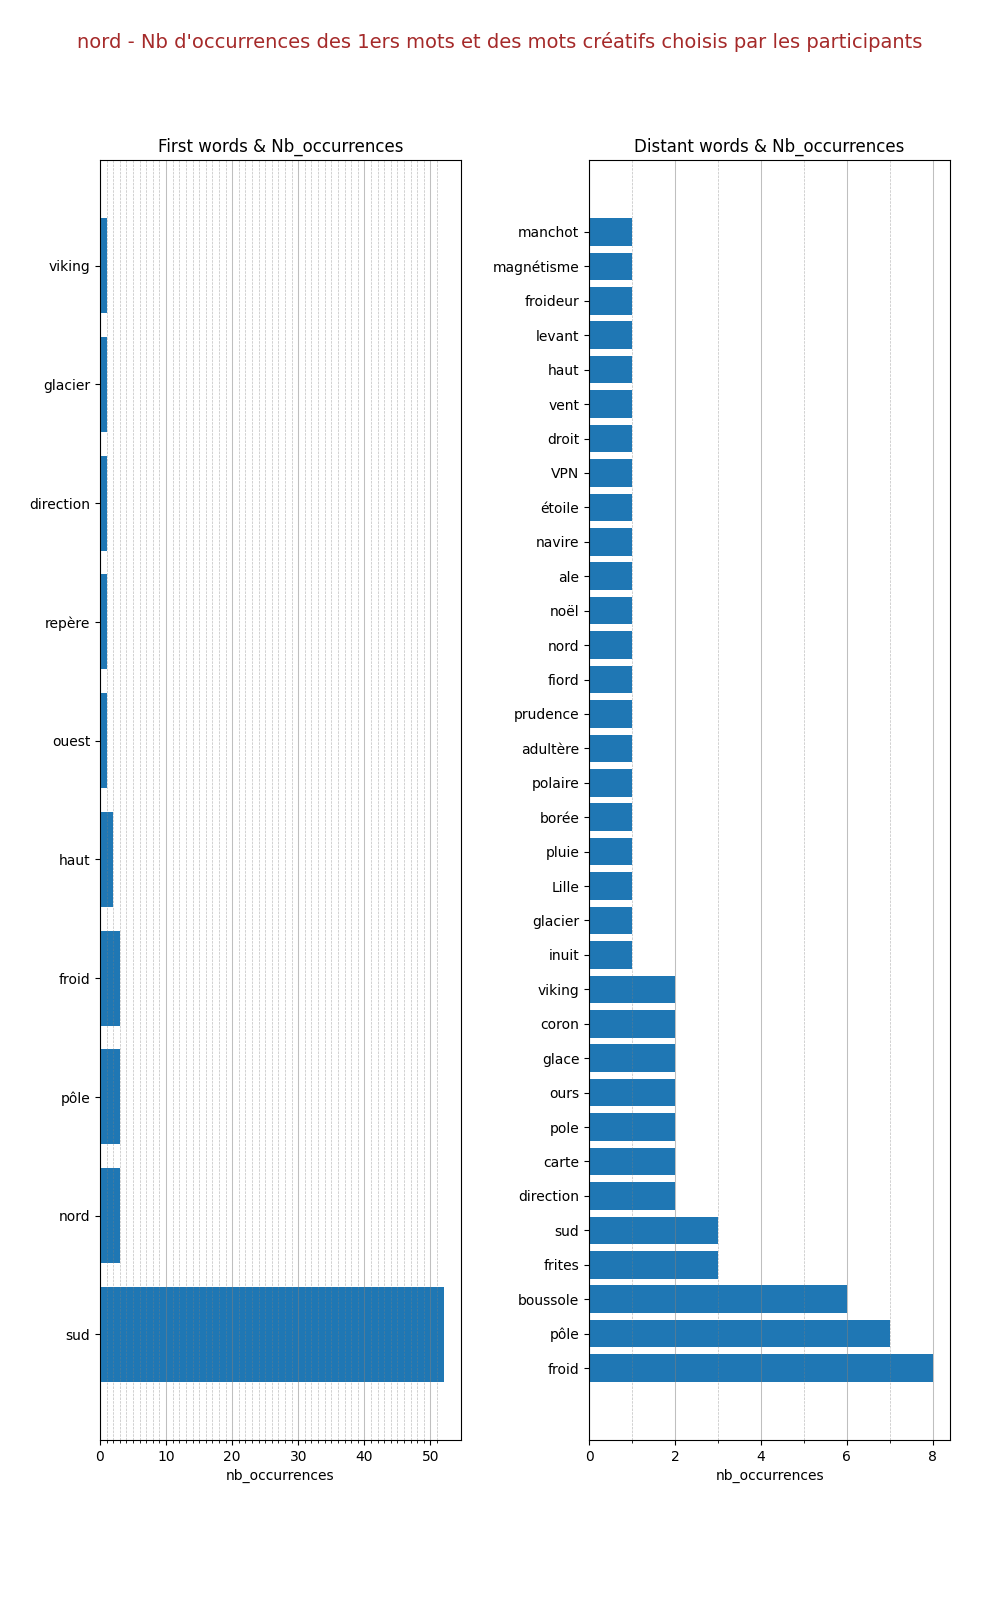 nord - Nb d'occurrences des 1ers mots et des mots créatifs choisis par les participants
First words & Nb_occurrences
viking
glacier
direction
repère
ouest
haut
froid
pôle
nord
sud
0 10 20 30 40 50
nb_occurrences
Distant words & Nb_occurrences
manchot
magnétisme
froideur
levant
haut
vent
droit
VPN
étoile
navire
ale
noël
nord
fiord
prudence
adultère
polaire
borée
pluie
Lille
glacier
inuit
viking
coron
glace
ours
pole
carte
direction
sud
frites
boussole
pôle
froid
0 2 4 6 8
nb_occurrences